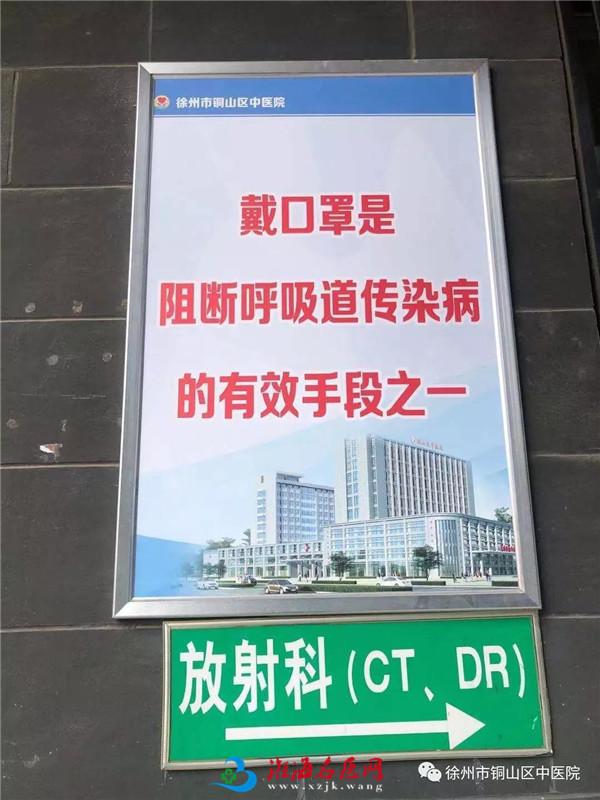 徐州市铜山区中医院
戴口罩是
阻断呼吸道传染病
的有效手段之一
放射科(CT、DR)
淮海名医网
www.xzjk.wang
徐州市铜山区中医院